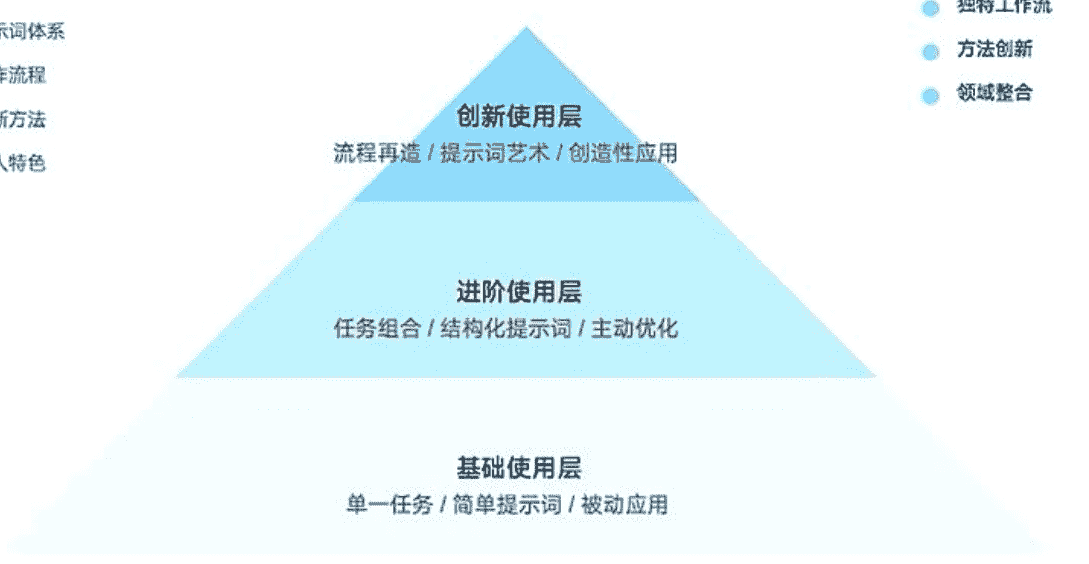 示词体系
作流程
新方法
人特色
创新使用层
流程再造 / 提示词艺术 / 创造性应用
进阶使用层
任务组合 / 结构化提示词 / 主动优化
基础使用层
单一任务 / 简单提示词 / 被动应用
独特工作流
方法创新
领域整合